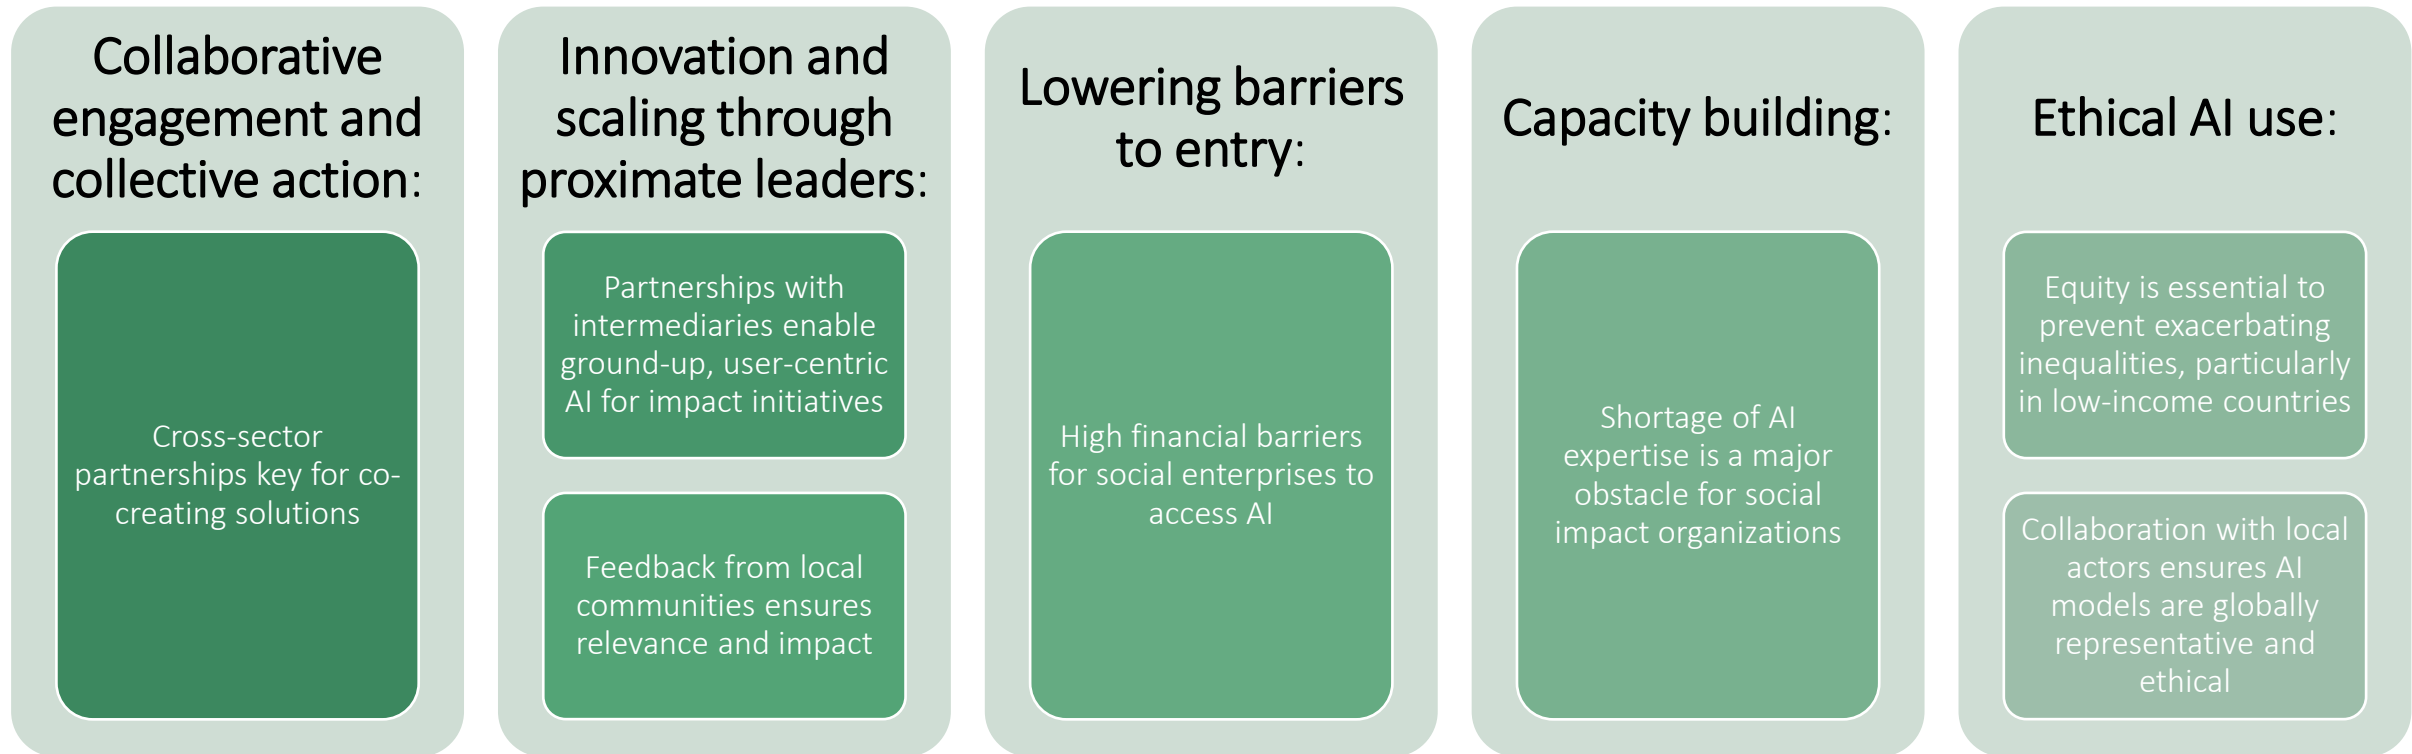 Collaborative
engagement and
collective action:
Cross-sector
partnerships key for co-
creating solutions
Innovation and
scaling through
proximate leaders:
Partnerships with
intermediaries enable
ground-up, user-centric
AI for impact initiatives
Feedback from local
communities ensures
relevance and impact
Lowering barriers
to entry:
High financial barriers
for social enterprises to
access AI
Capacity building:
Shortage of AI
expertise is a major
obstacle for social
impact organizations
Ethical AI use:
Equity is essential to
prevent exacerbating
inequalities, particularly
in low-income countries
Collaboration with local
actors ensures AI
models are globally
representative and
ethical